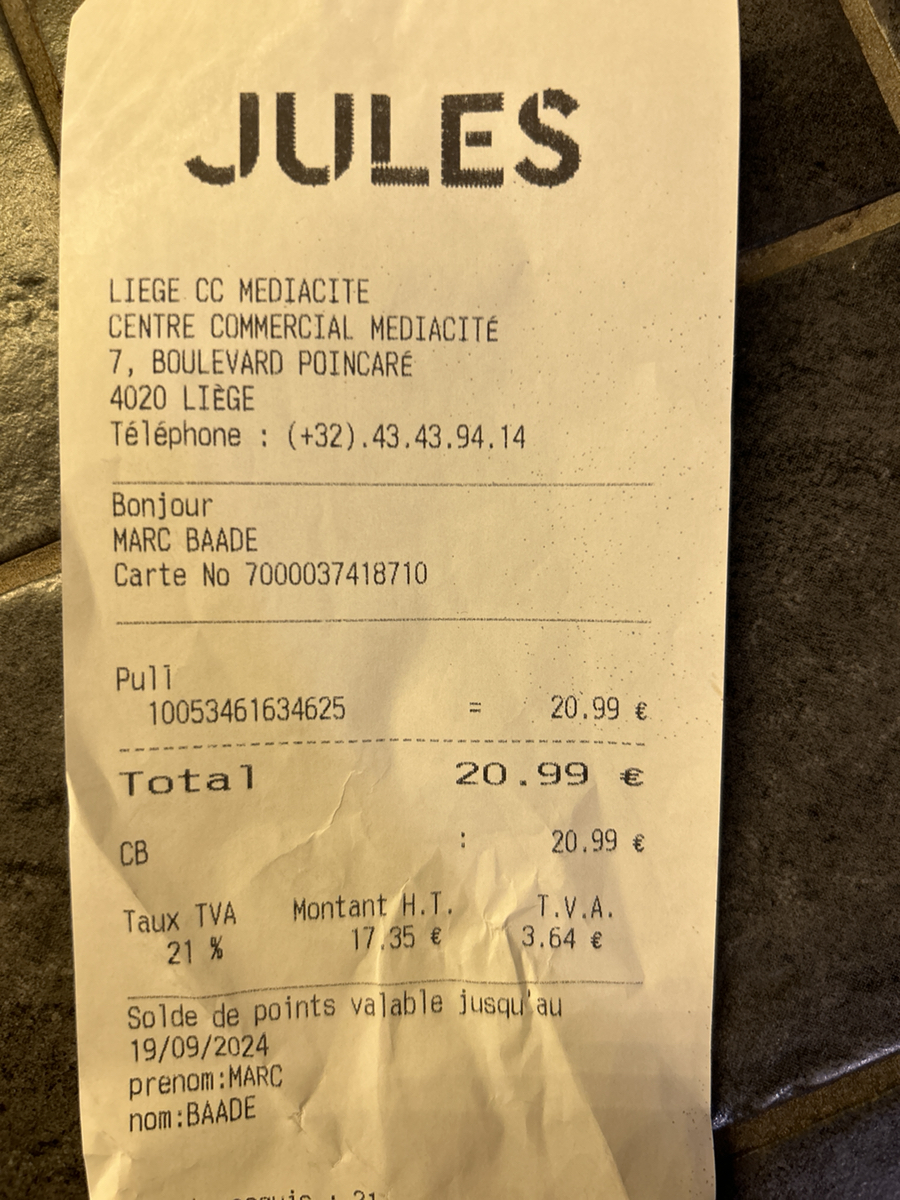 JULES
LIEGE CC MEDIACITE
CENTRE COMMERCIAL MEDIACITÉ
7, BOULEVARD POINCARÉ
4020 LIÈGE
Téléphone : (+32).43.43.94.14
Bonjour
MARC BAADE
Carte No 7000037418710
Pull
10053461634625 = 20.99 €
Total 20.99 €
CB : 20.99 €
Taux TVA Montant H.T. T.V.A.
21 % 17.35 € 3.64 €
Solde de points valable jusqu'au
19/09/2024
prenom:MARC
nom:BAADE
: 21